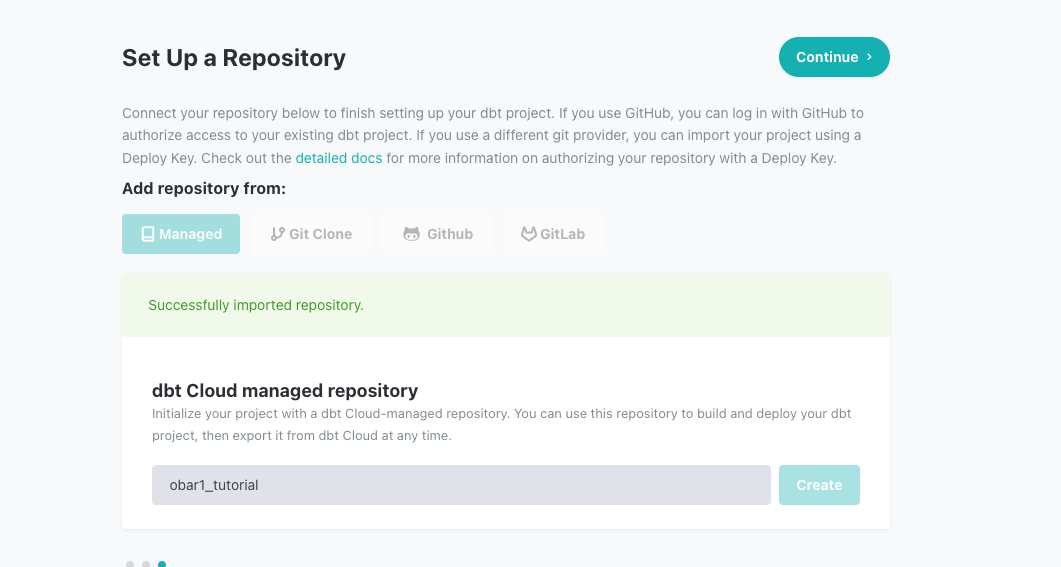 Set Up a Repository
Continue ›
Connect your repository below to finish setting up your dbt project. If you use GitHub, you can log in with GitHub to
authorize access to your existing dbt project. If you use a different git provider, you can import your project using a
Deploy Key. Check out the detailed docs for more information on authorizing your repository with a Deploy Key.
Add repository from:
Managed Git Clone Github GitLab
Successfully imported repository.
dbt Cloud managed repository
Initialize your project with a dbt Cloud-managed repository. You can use this repository to build and deploy your dbt
project, then export it from dbt Cloud at any time.
obar1_tutorial Create